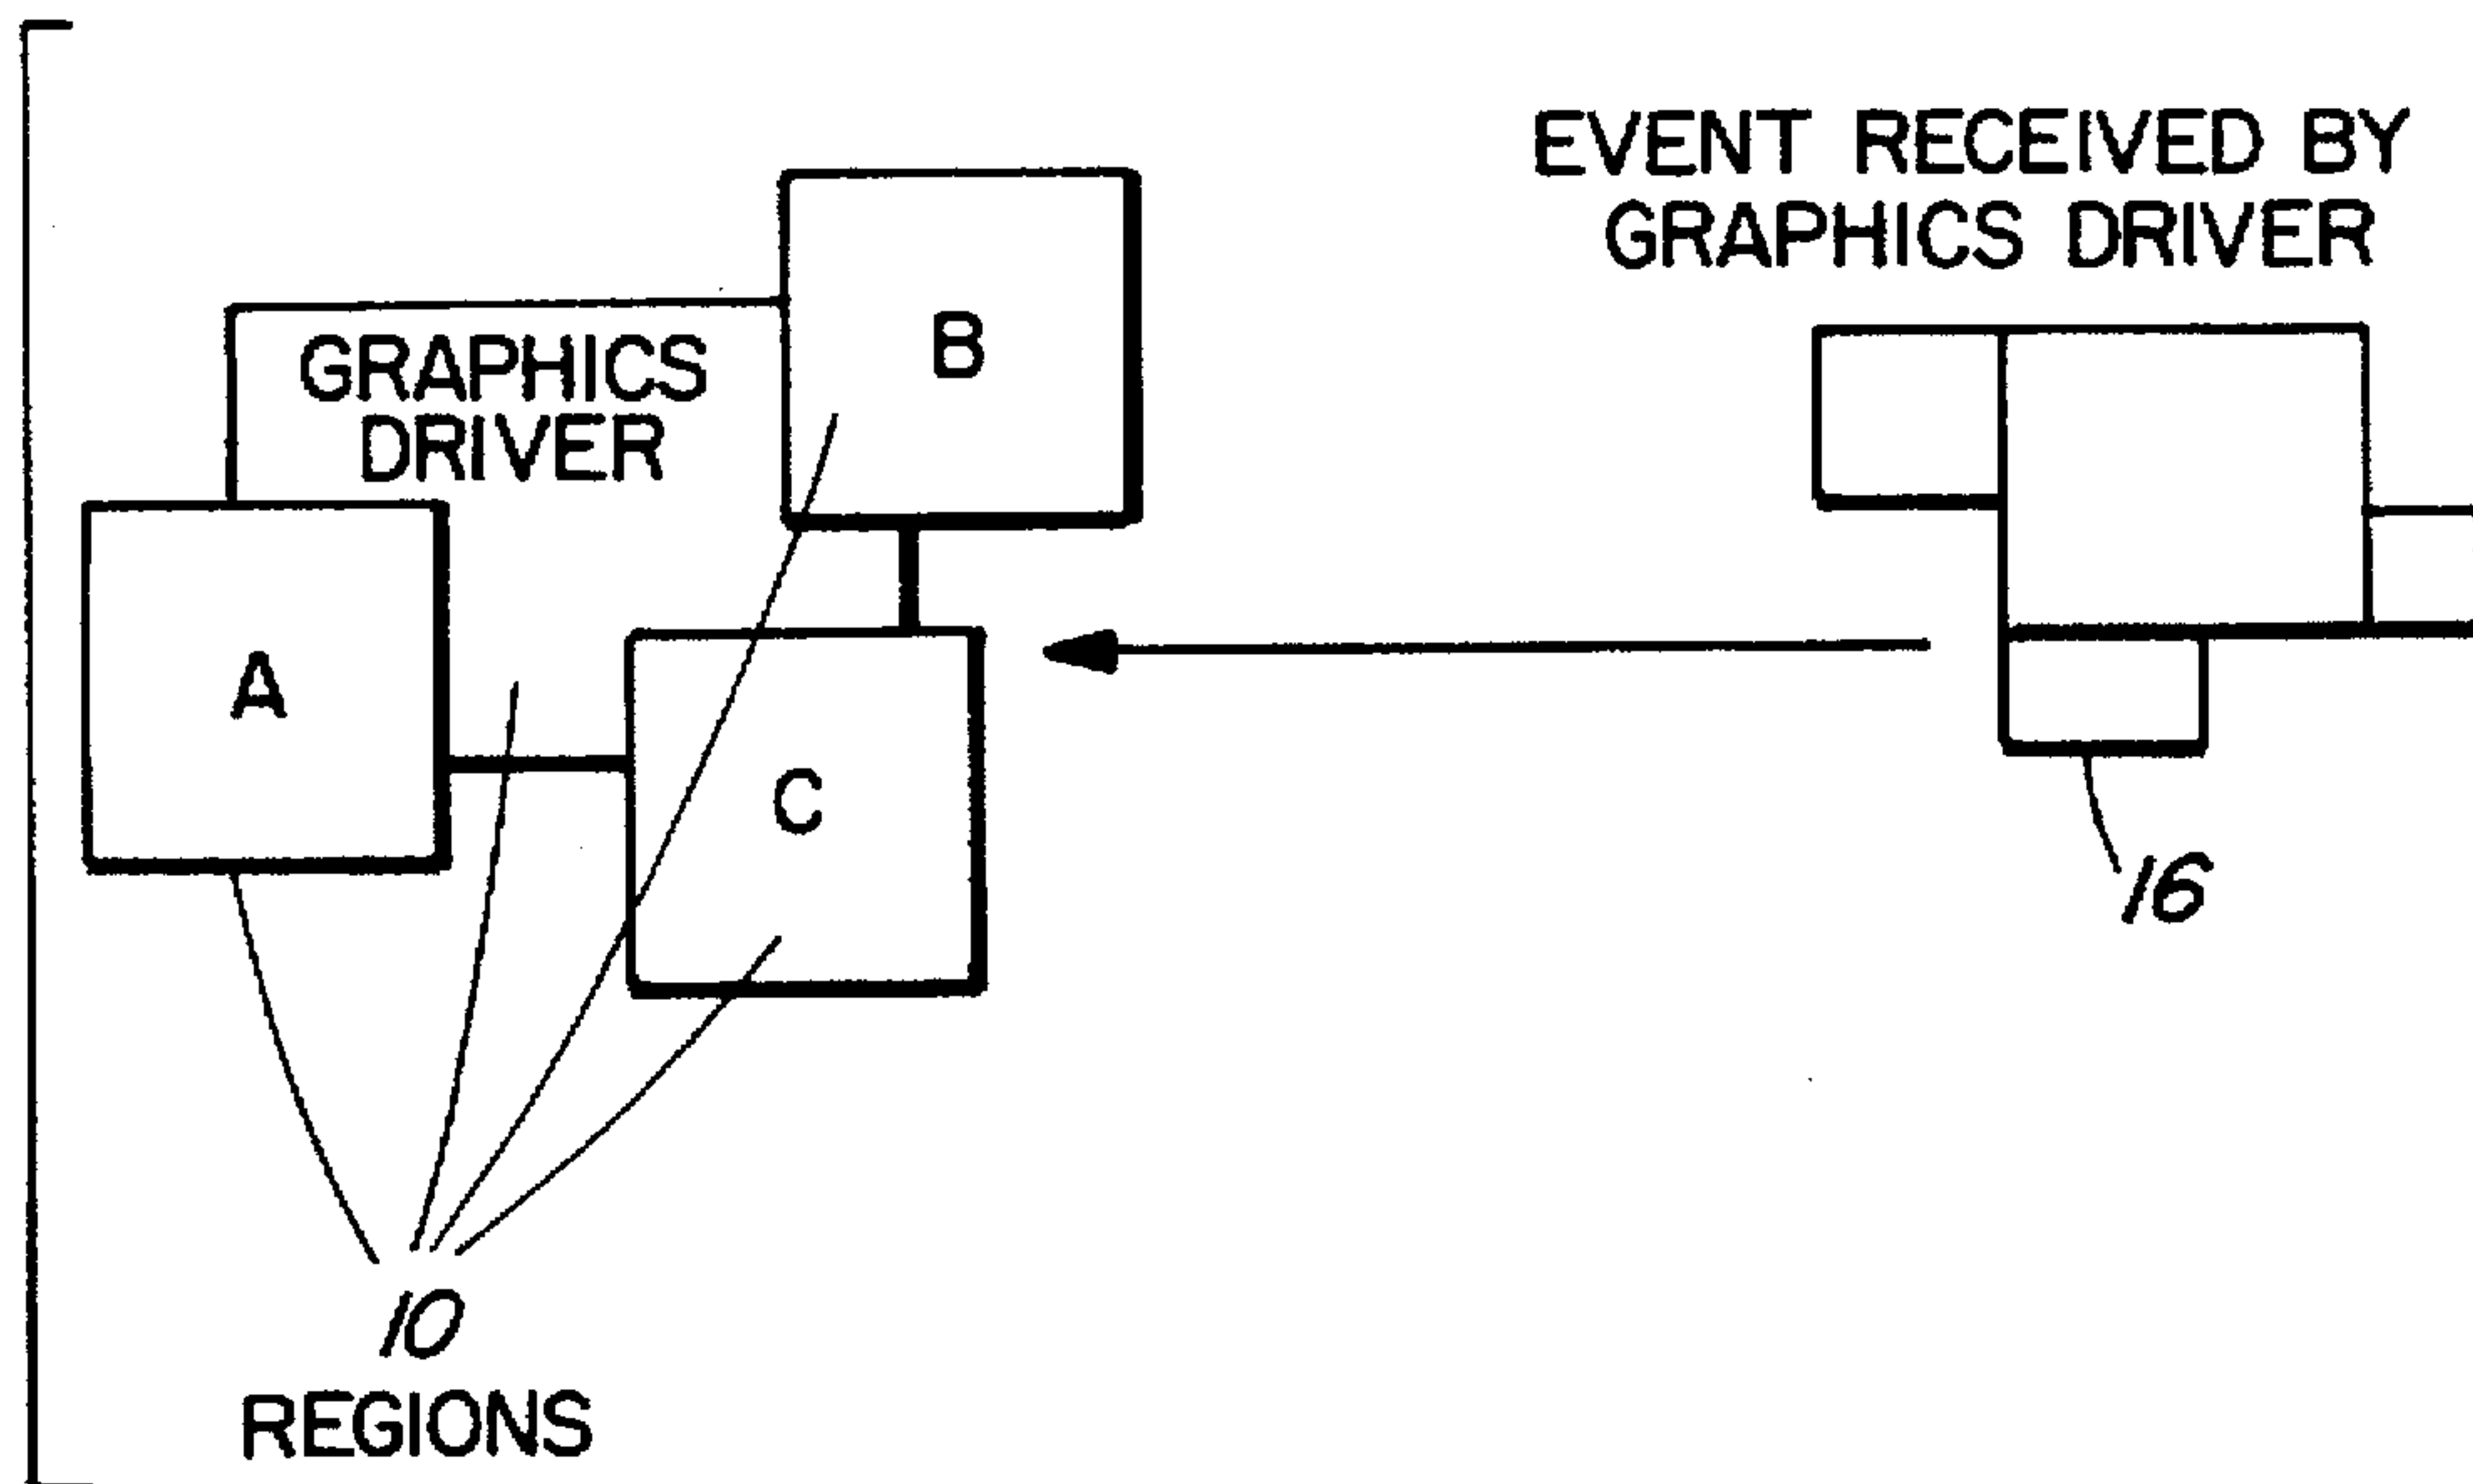 EVENT RECEIVED BY
GRAPHICS DRIVER
B
GRAPHICS
DRIVER
A
C
16
10
REGIONS